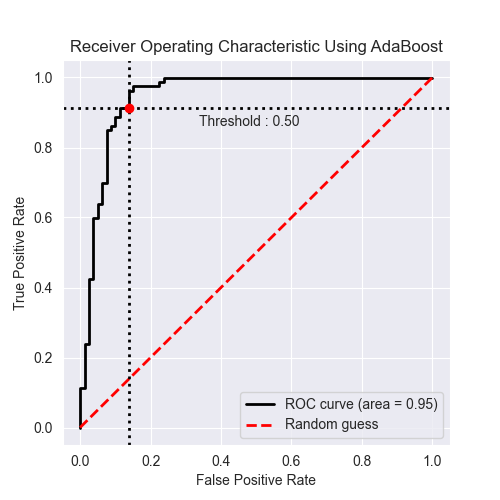 Receiver Operating Characteristic Using AdaBoost
1.0
0.8
0.6
0.4
0.2
0.0
True Positive Rate
Threshold : 0.50
ROC curve (area = 0.95)
Random guess
0.0 0.2 0.4 0.6 0.8 1.0
False Positive Rate